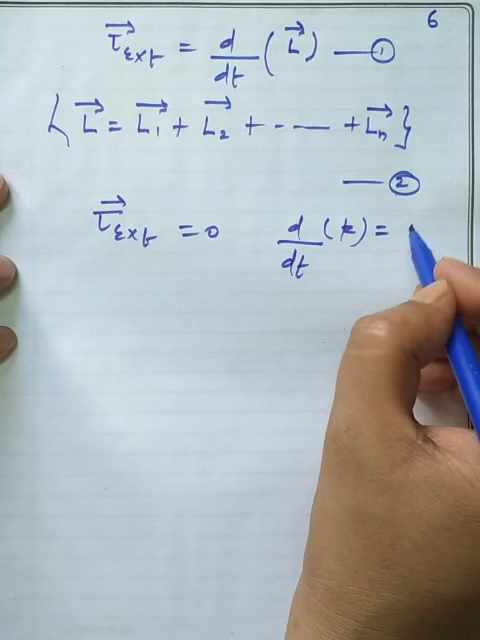 6
τ⃗ₑₓₜ = d/dt (L⃗) —①
{ L⃗ = L⃗₁ + L⃗₂ + - - — + L⃗ₙ }
—②
τ⃗ₑₓₜ = 0 d/dt (k) =